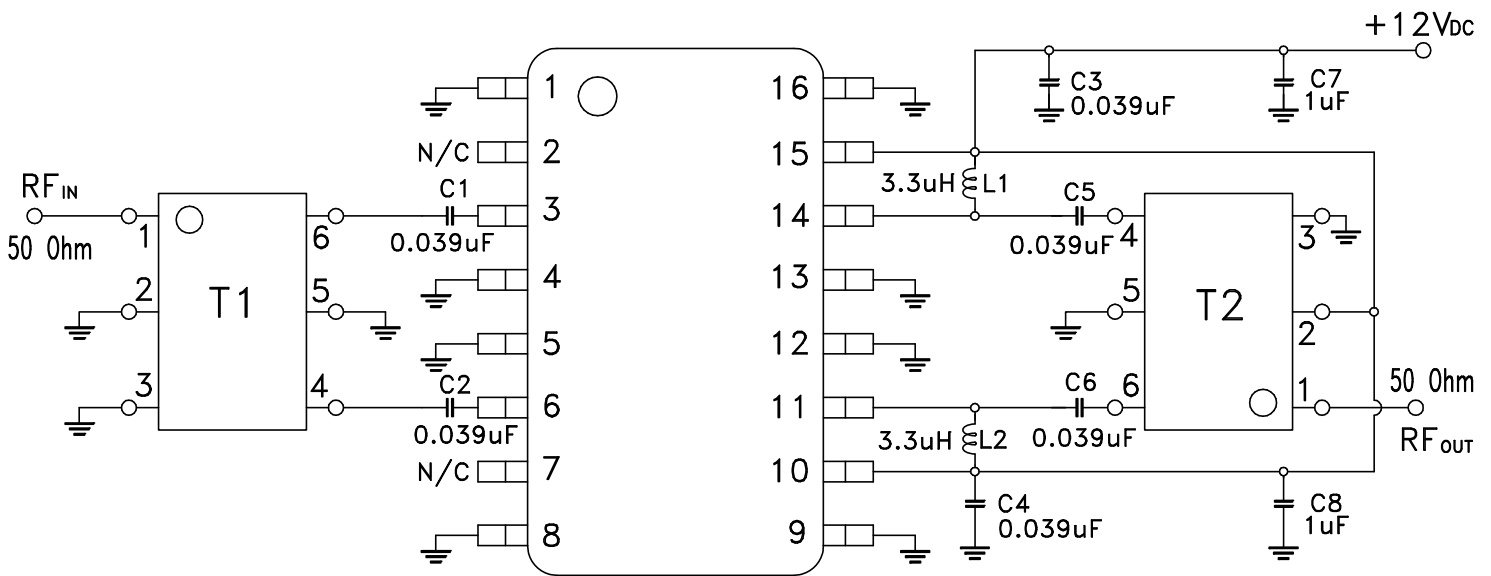 +12VDC
C3
0.039uF
C7
1uF
1
16
N/C
2
15
RFIN
50 Ohm
1
6
C1
0.039uF
3
14
3.3uH
L1
C5
0.039uF
4
3
2
T1
5
4
13
5
T2
2
5
12
3
4
C2
0.039uF
6
11
3.3uH
L2
C6
0.039uF
6
1
50 Ohm
RFOUT
N/C
7
10
C4
0.039uF
C8
1uF
8
9